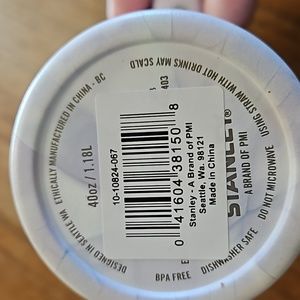 DESIGNED IN SEATTLE WA ETHICALLY MANUFACTURED IN CHINA - BC
USING STRAW WITH HOT DRINKS MAY SCALD
DO NOT MICROWAVE
DISHWASHER SAFE
BPA FREE
40oz / 1.18L
STANLEY
A BRAND OF PMI
403
10-10824-067
0 41604 38150 8
Stanley - A Brand of PMI
Seattle, Wa. 98121
Made In China